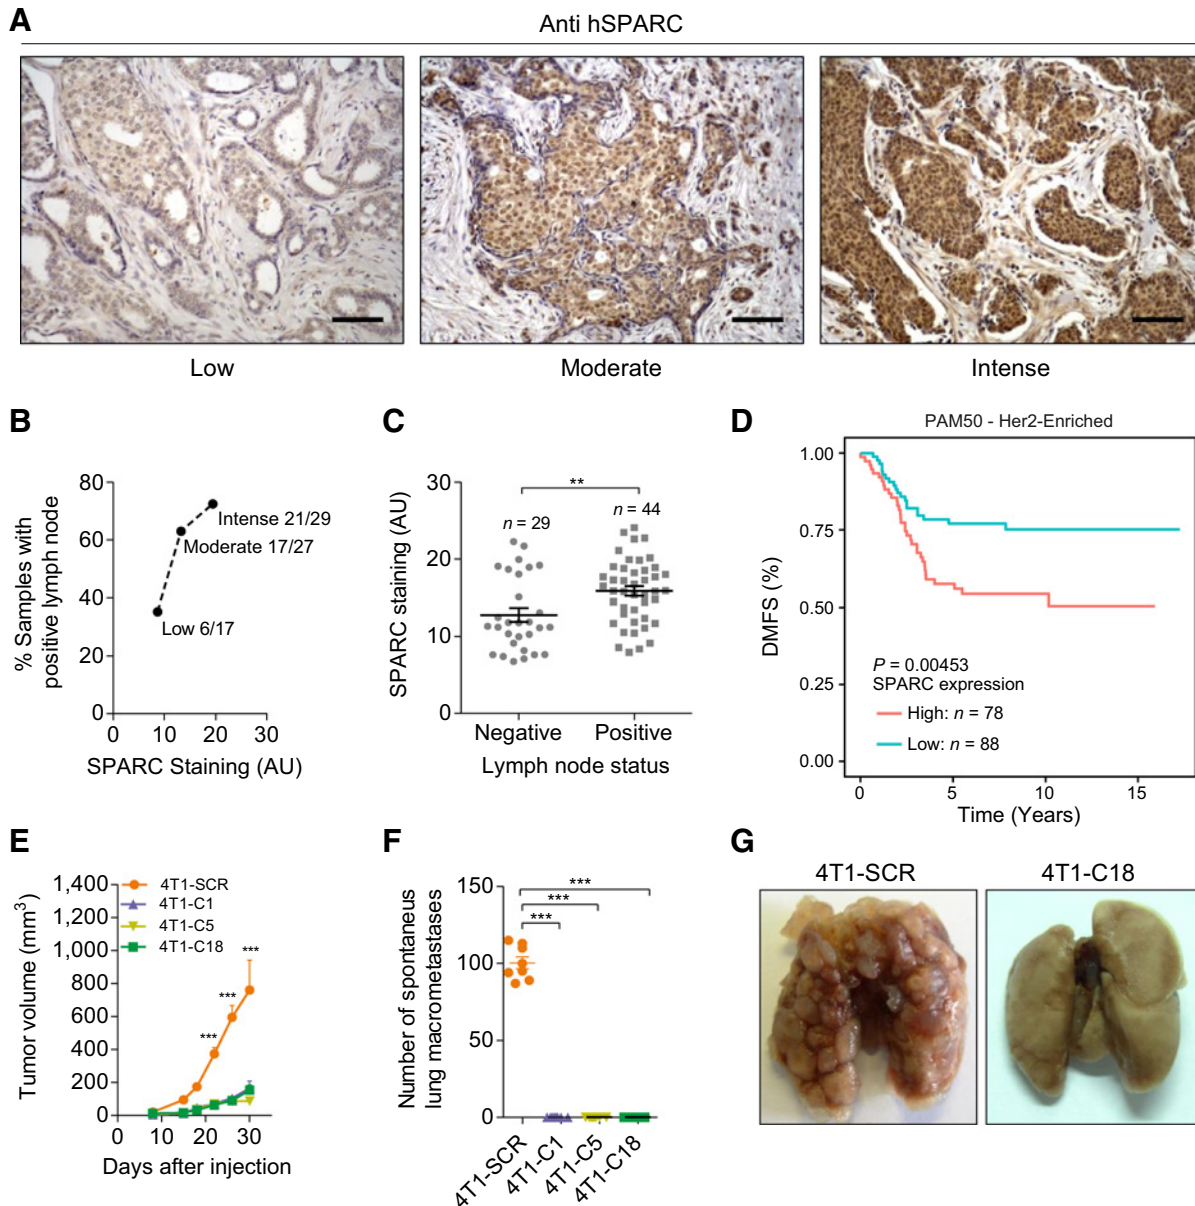 A
Anti hSPARC
Low
Moderate
Intense
B
% Samples with
positive lymph node
80
60
40
20
0
Intense 21/29
Moderate 17/27
Low 6/17
0
10
20
30
SPARC Staining (AU)
C
SPARC staining (AU)
30
20
10
0
**
n = 29
n = 44
Negative
Positive
Lymph node status
D
PAM50 - Her2-Enriched
DMFS (%)
1.00
0.75
0.50
0.25
0.00
P = 0.00453
SPARC expression
High: n = 78
Low: n = 88
0
5
10
15
Time (Years)
E
Tumor volume (mm³)
1,400
1,200
1,000
800
600
400
200
0
4T1-SCR
4T1-C1
4T1-C5
4T1-C18
***
***
***
0
10
20
30
Days after injection
F
Number of spontaneus
lung macrometastases
150
100
50
0
***
***
***
4T1-SCR
4T1-C1
4T1-C5
4T1-C18
G
4T1-SCR
4T1-C18